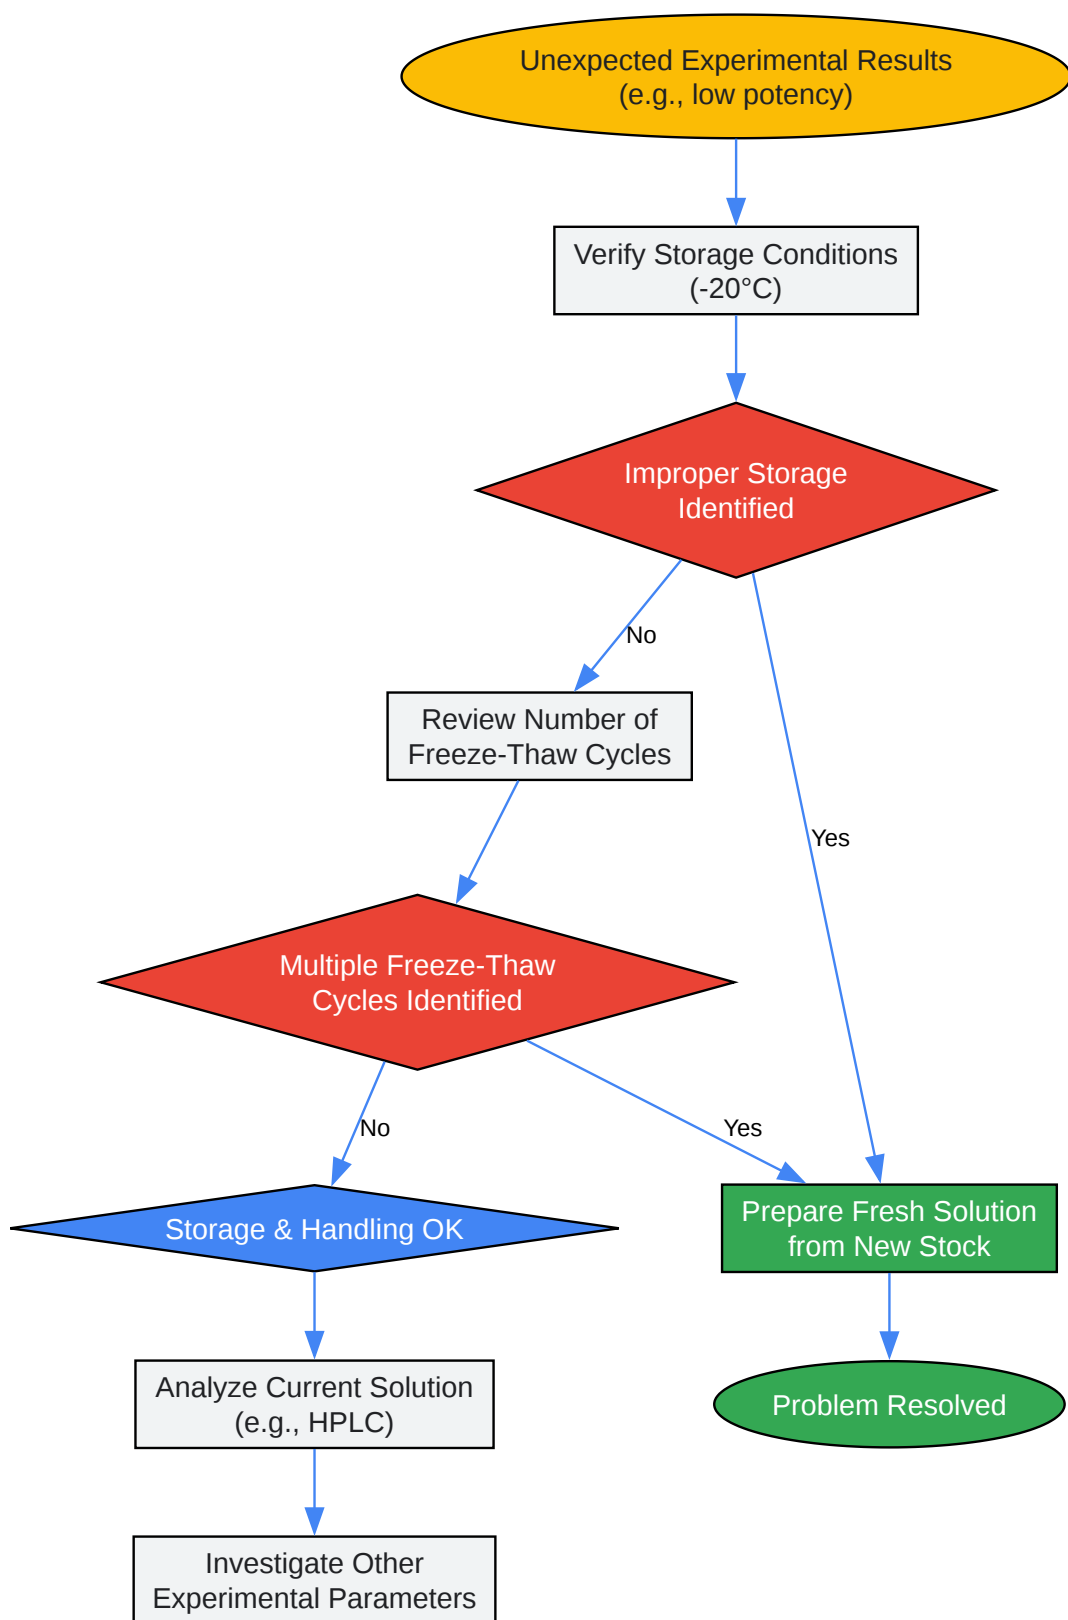 Unexpected Experimental Results
(e.g., low potency)
Verify Storage Conditions
(-20°C)
Improper Storage
Identified
No
Review Number of
Freeze-Thaw Cycles
Yes
Multiple Freeze-Thaw
Cycles Identified
No
Yes
Storage & Handling OK
Prepare Fresh Solution
from New Stock
Analyze Current Solution
(e.g., HPLC)
Problem Resolved
Investigate Other
Experimental Parameters